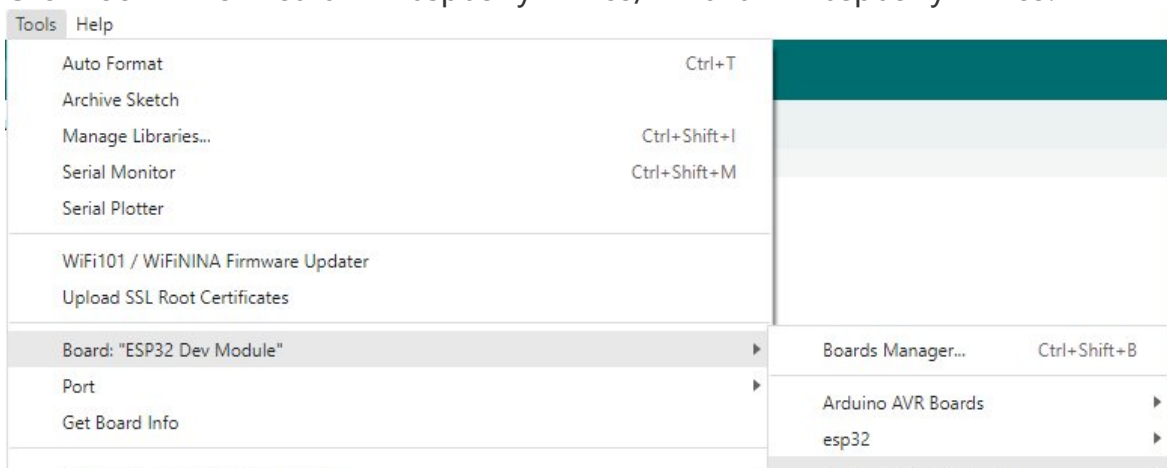 Tools Help
Auto Format Ctrl+T
Archive Sketch
Manage Libraries... Ctrl+Shift+I
Serial Monitor Ctrl+Shift+M
Serial Plotter
WiFi101 / WiFiNINA Firmware Updater
Upload SSL Root Certificates
Board: "ESP32 Dev Module"
Boards Manager... Ctrl+Shift+B
Port
Arduino AVR Boards
Get Board Info
esp32